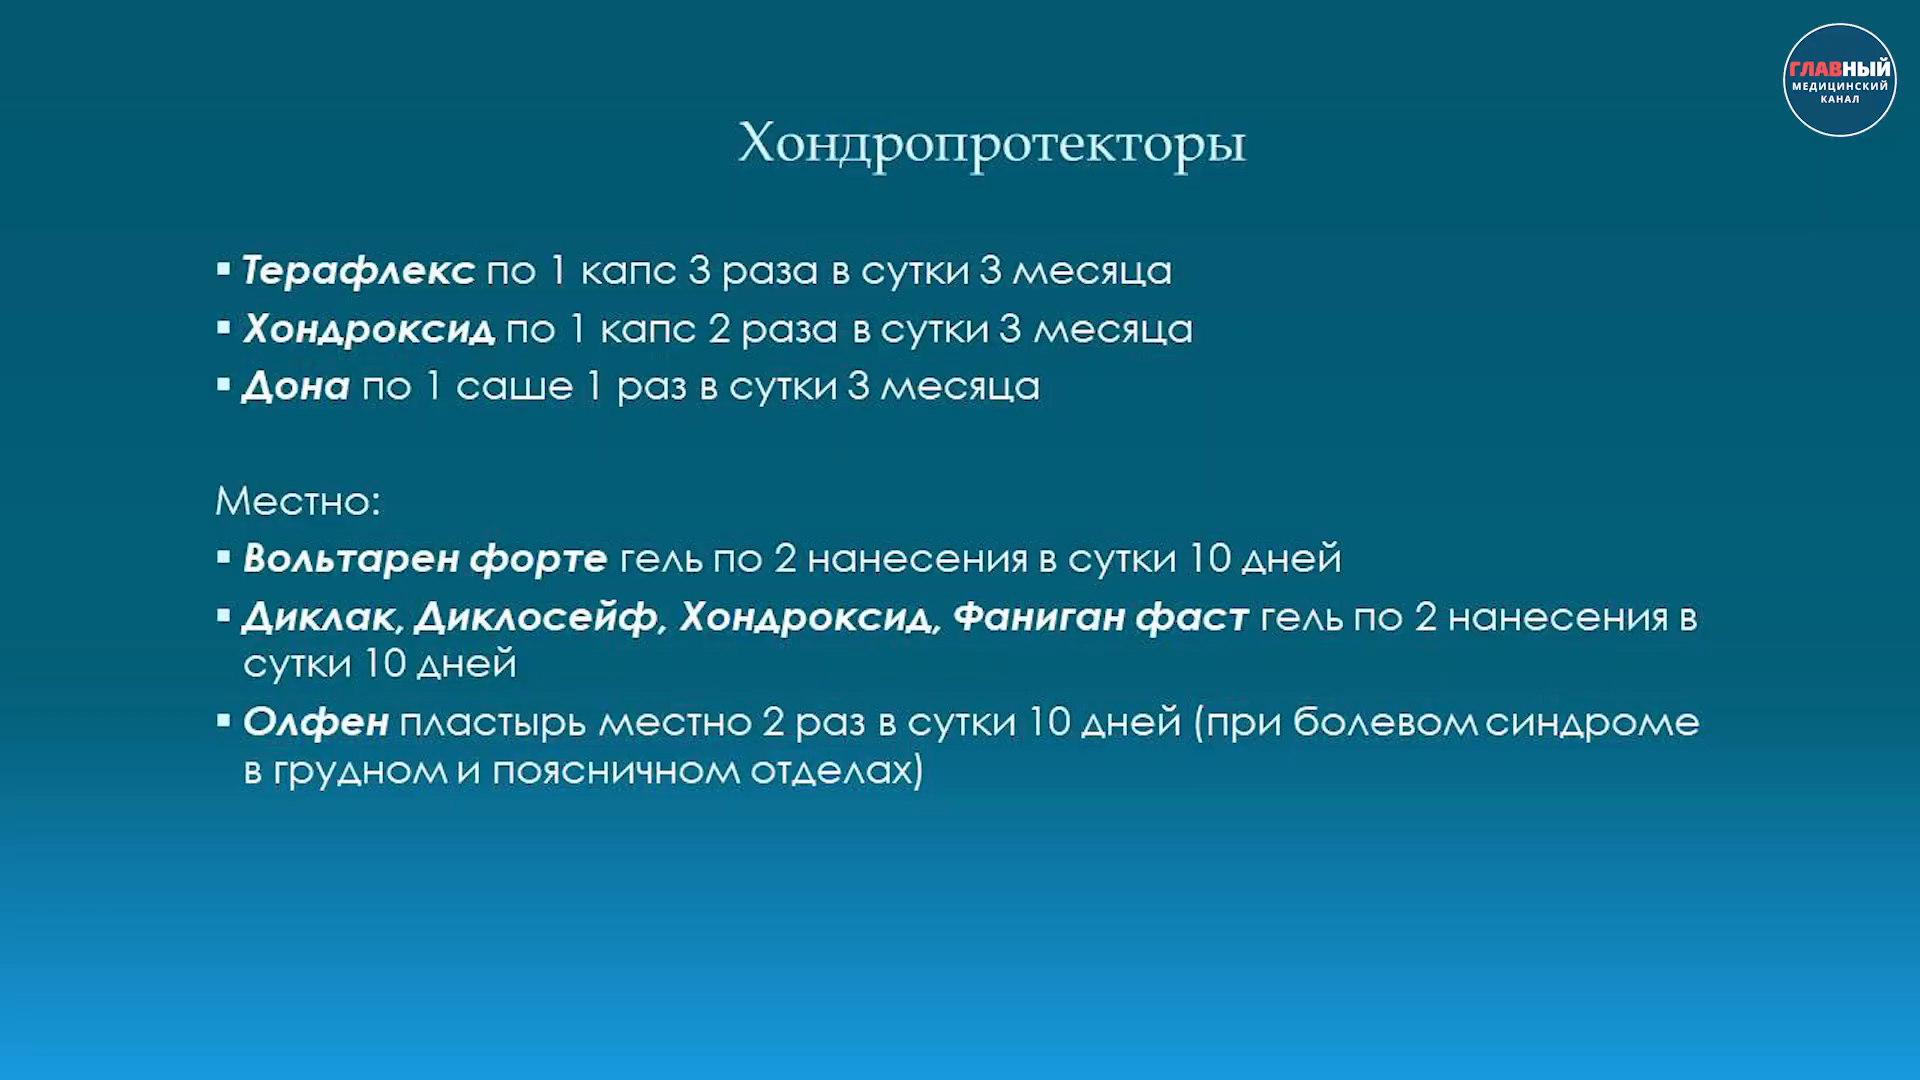 ГЛАВНЫЙ
МЕДИЦИНСКИЙ
КАНАЛ
Хондропротекторы
▪ Терафлекс по 1 капс 3 раза в сутки 3 месяца
▪ Хондроксид по 1 капс 2 раза в сутки 3 месяца
▪ Дона по 1 саше 1 раз в сутки 3 месяца
Местно:
▪ Вольтарен форте гель по 2 нанесения в сутки 10 дней
▪ Диклак, Диклосейф, Хондроксид, Фаниган фаст гель по 2 нанесения в
сутки 10 дней
▪ Олфен пластырь местно 2 раз в сутки 10 дней (при болевом синдроме
в грудном и поясничном отделах)